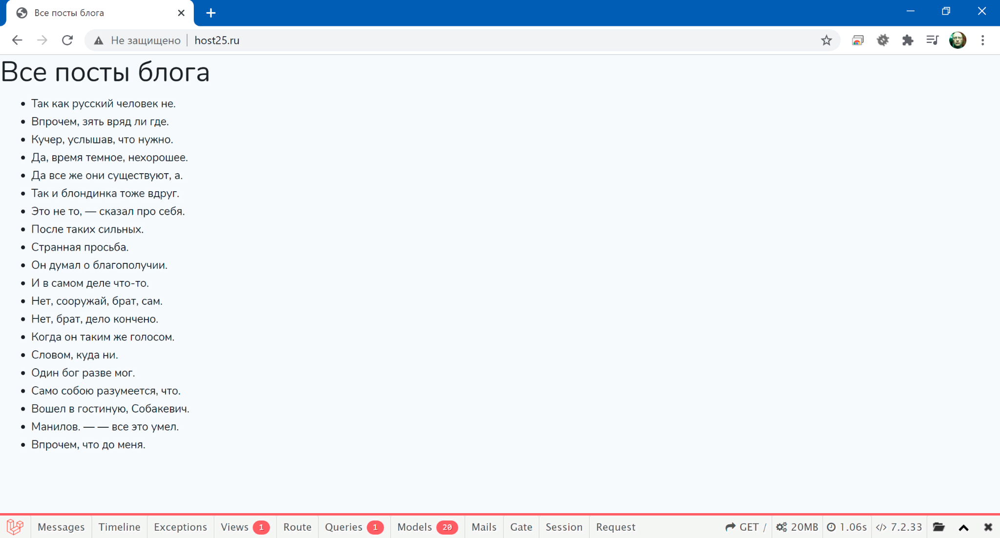 Все посты блога
Не защищено host25.ru
Все посты блога
Так как русский человек не.
Впрочем, зять вряд ли где.
Кучер, услышав, что нужно.
Да, время темное, нехорошее.
Да все же они существуют, а.
Так и блондинка тоже вдруг.
Это не то, — сказал про себя.
После таких сильных.
Странная просьба.
Он думал о благополучии.
И в самом деле что-то.
Нет, сооружай, брат, сам.
Нет, брат, дело кончено.
Когда он таким же голосом.
Словом, куда ни.
Один бог разве мог.
Само собою разумеется, что.
Вошел в гостиную, Собакевич.
Манилов. — — все это умел.
Впрочем, что до меня.
Messages Timeline Exceptions Views 1 Route Queries 1 Models 20 Mails Gate Session Request GET / 20MB 1.06s </> 7.2.33